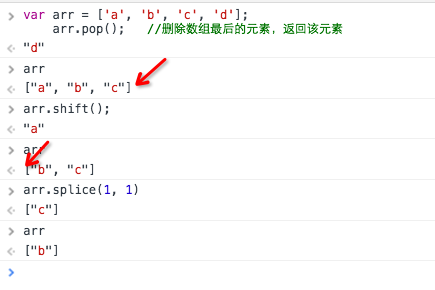 var arr = ['a', 'b', 'c', 'd'];
arr.pop();   //删除数组最后的元素，返回该元素
"d"
arr
["a", "b", "c"]
arr.shift();
"a"
arr
["b", "c"]
arr.splice(1, 1)
["c"]
arr
["b"]